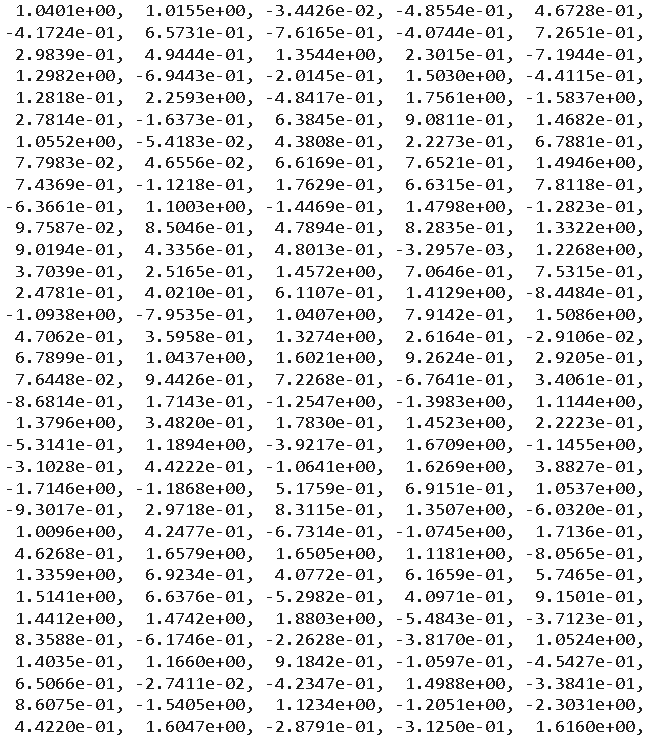 1.0401e+00, 1.0155e+00, -3.4426e-02, -4.8554e-01, 4.6728e-01,
-4.1724e-01, 6.5731e-01, -7.6165e-01, -4.0744e-01, 7.2651e-01,
2.9839e-01, 4.9444e-01, 1.3544e+00, 2.3015e-01, -7.1944e-01,
1.2982e+00, -6.9443e-01, -2.0145e-01, 1.5030e+00, -4.4115e-01,
1.2818e-01, 2.2593e+00, -4.8417e-01, 1.7561e-01, -1.5837e+00,
2.7814e-01, -1.6373e-01, 6.3845e-01, 9.0811e-01, 1.4682e-01,
1.0552e+00, -5.4183e-02, 4.3808e-01, 2.2273e-01, 6.7881e-01,
7.7983e-02, 4.6556e-02, 6.6169e-01, 7.6521e-01, 1.4946e+00,
7.4369e-01, -1.1218e-01, 1.7629e-01, 6.6315e-01, 7.8118e-01,
-6.3661e-01, 1.1003e+00, -1.4469e-01, 1.4798e+00, -1.2823e-01,
9.7587e-02, 8.5046e-01, 4.7894e-01, 8.2835e-01, 1.3322e+00,
9.0194e-01, 4.3356e-01, 4.8013e-01, -3.2957e-03, 1.2268e+00,
3.7039e-01, 2.5165e-01, 1.4572e+00, 7.0646e-01, 7.5315e-01,
2.4781e-01, 4.0210e-01, 6.1107e-01, 1.4129e+00, -8.4484e-01,
-1.0938e+00, -7.9535e-01, 1.0407e+00, 7.9142e-01, 1.5086e+00,
4.7062e-01, 3.5958e-01, 1.3274e+00, 2.6164e-01, -2.9106e-02,
6.7899e-01, 1.0437e+00, 1.6021e+00, 9.2624e-01, 2.9205e-01,
7.6448e-02, 9.4426e-01, 7.2268e-01, -6.7641e-01, 3.4061e-01,
-8.6814e-01, 1.7143e-01, -1.2547e+00, -1.3983e+00, 1.1144e+00,
1.3796e+00, 3.4820e-01, 1.7830e-01, 1.4523e+00, 2.2223e-01,
-5.3141e-01, 1.1894e+00, -3.9217e-01, 1.6709e+00, -1.1455e+00,
-3.1028e-01, 4.4222e-01, -1.0641e+00, 1.6269e+00, 3.8827e-01,
-1.7146e+00, -1.1868e+00, 5.1759e-01, 6.9151e-01, 1.0537e+00,
-9.3017e-01, 2.9718e-01, 8.3115e-01, 1.3507e+00, -6.0320e-01,
1.0096e+00, 4.2477e-01, -6.7314e-01, -1.0745e+00, 1.7136e-01,
4.6268e-01, 1.6579e+00, 1.6505e+00, 1.1181e+00, -8.0565e-01,
1.3359e+00, 6.9234e-01, 4.0772e-01, 6.1659e-01, 5.7465e-01,
1.5141e+00, 6.6376e-01, -5.2982e-01, 4.0971e-01, 9.1501e-01,
1.4412e+00, 1.4742e+00, 1.8803e+00, -5.4843e-01, -3.7123e-01,
8.3588e-01, -6.1746e-01, -2.2628e-01, -3.8170e-01, 1.0524e+00,
1.4035e-01, 1.1660e+00, 9.1842e-01, -1.0597e-01, -4.5427e-01,
6.5066e-01, -2.7411e-02, -4.2347e-01, 1.4988e+00, -3.3841e-01,
8.6075e-01, -1.5405e+00, 1.1234e+00, -1.2051e+00, -2.3031e-01,
4.4220e-01, 1.6047e+00, -2.8791e-01, -3.1250e-01, 1.6160e+00,